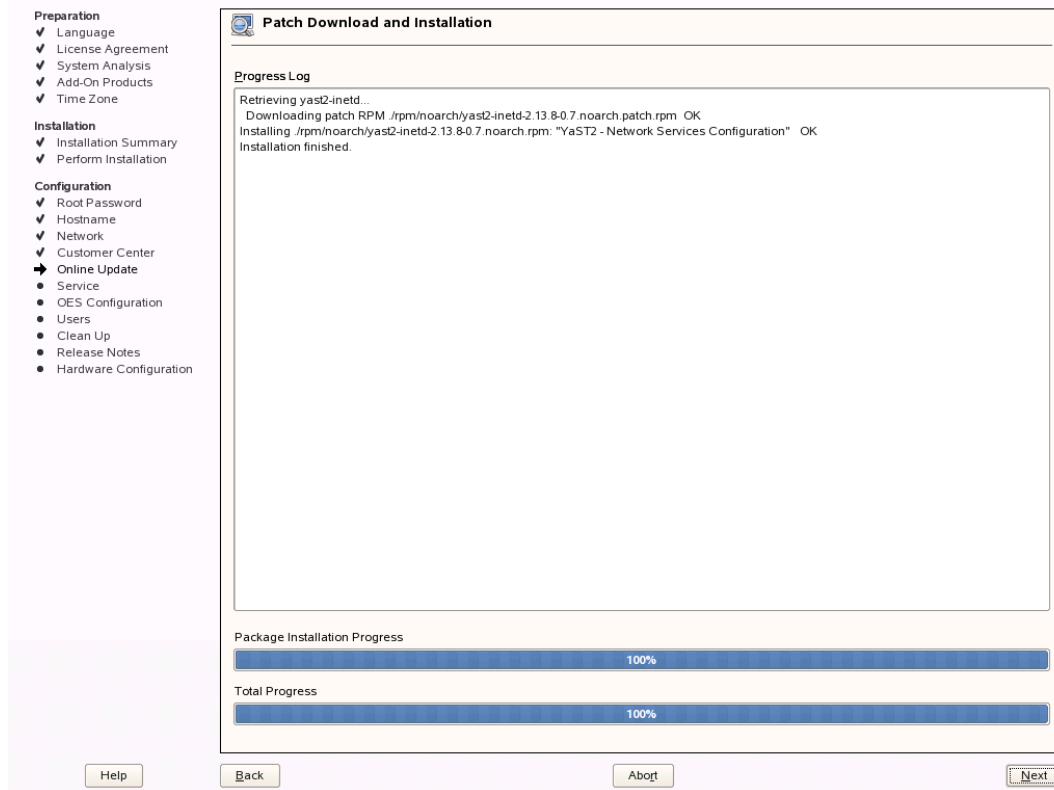 Preparation
Language
License Agreement
System Analysis
Add-On Products
Time Zone
Installation
Installation Summary
Perform Installation
Configuration
Root Password
Hostname
Network
Customer Center
Online Update
Service
OES Configuration
Users
Clean Up
Release Notes
Hardware Configuration
Patch Download and Installation
Progress Log
Retrieving yast2-inetd...
Downloading patch RPM ./rpm/noarch/yast2-inetd-2.13.8-0.7.noarch.patch.rpm OK
Installing ./rpm/noarch/yast2-inetd-2.13.8-0.7.noarch.rpm: "YaST2 - Network Services Configuration" OK
Installation finished.
Package Installation Progress
100%
Total Progress
100%
Help Back Abort Next